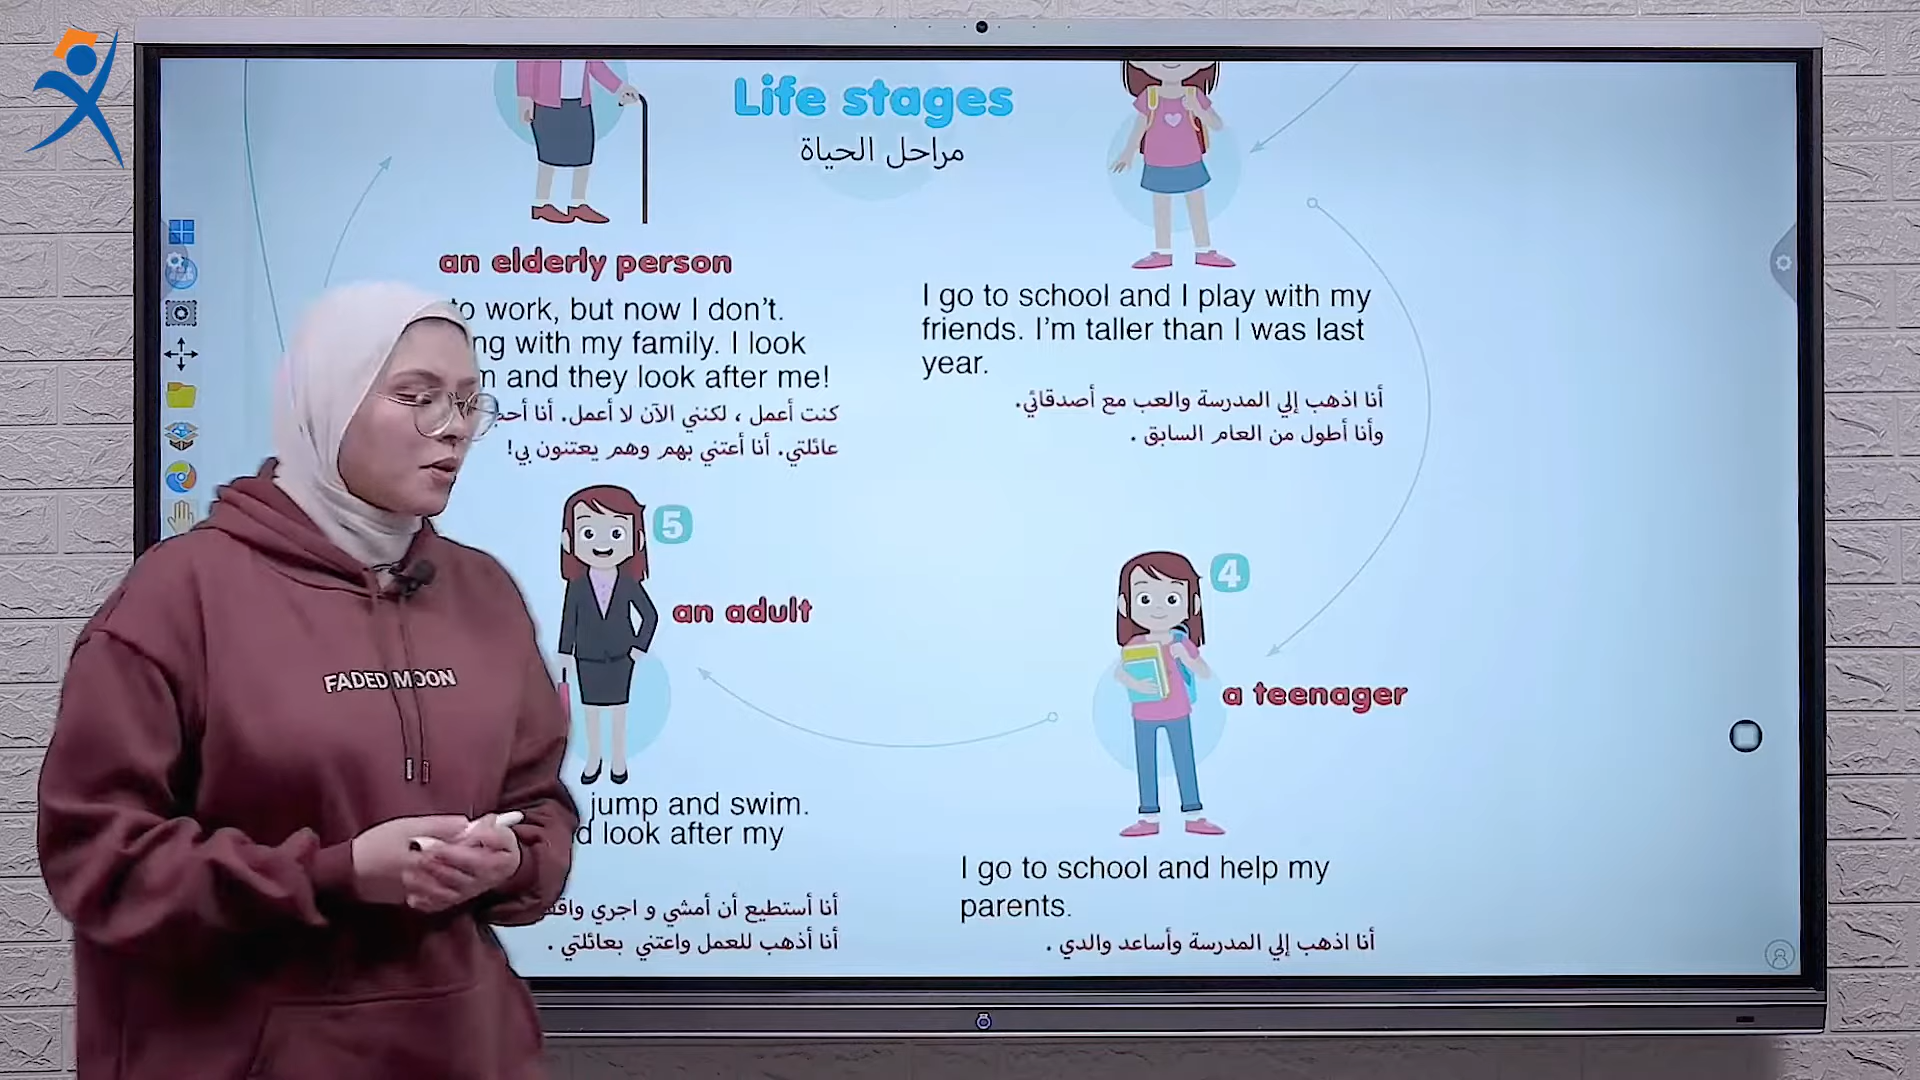 Life stages
مراحل الحياة
an elderly person
to work, but now I don't.
with my family. I look
and they look after me!
كنت أعمل ، لكنني الآن لا أعمل. أنا
عائلتي. أنا أعتني بهم وهم يعتنون بي!
I go to school and I play with my
friends. I'm taller than I was last
year.
أنا اذهب إلي المدرسة والعب مع أصدقائي.
وأنا أطول من العام السابق .
4
a teenager
I go to school and help my
parents.
أنا اذهب إلي المدرسة وأساعد والدي .
5
an adult
jump and swim.
look after my
أنا أستطيع أن أمشي و اجري
أنا أذهب للعمل واعتني بعائلتي .
FADED MOON